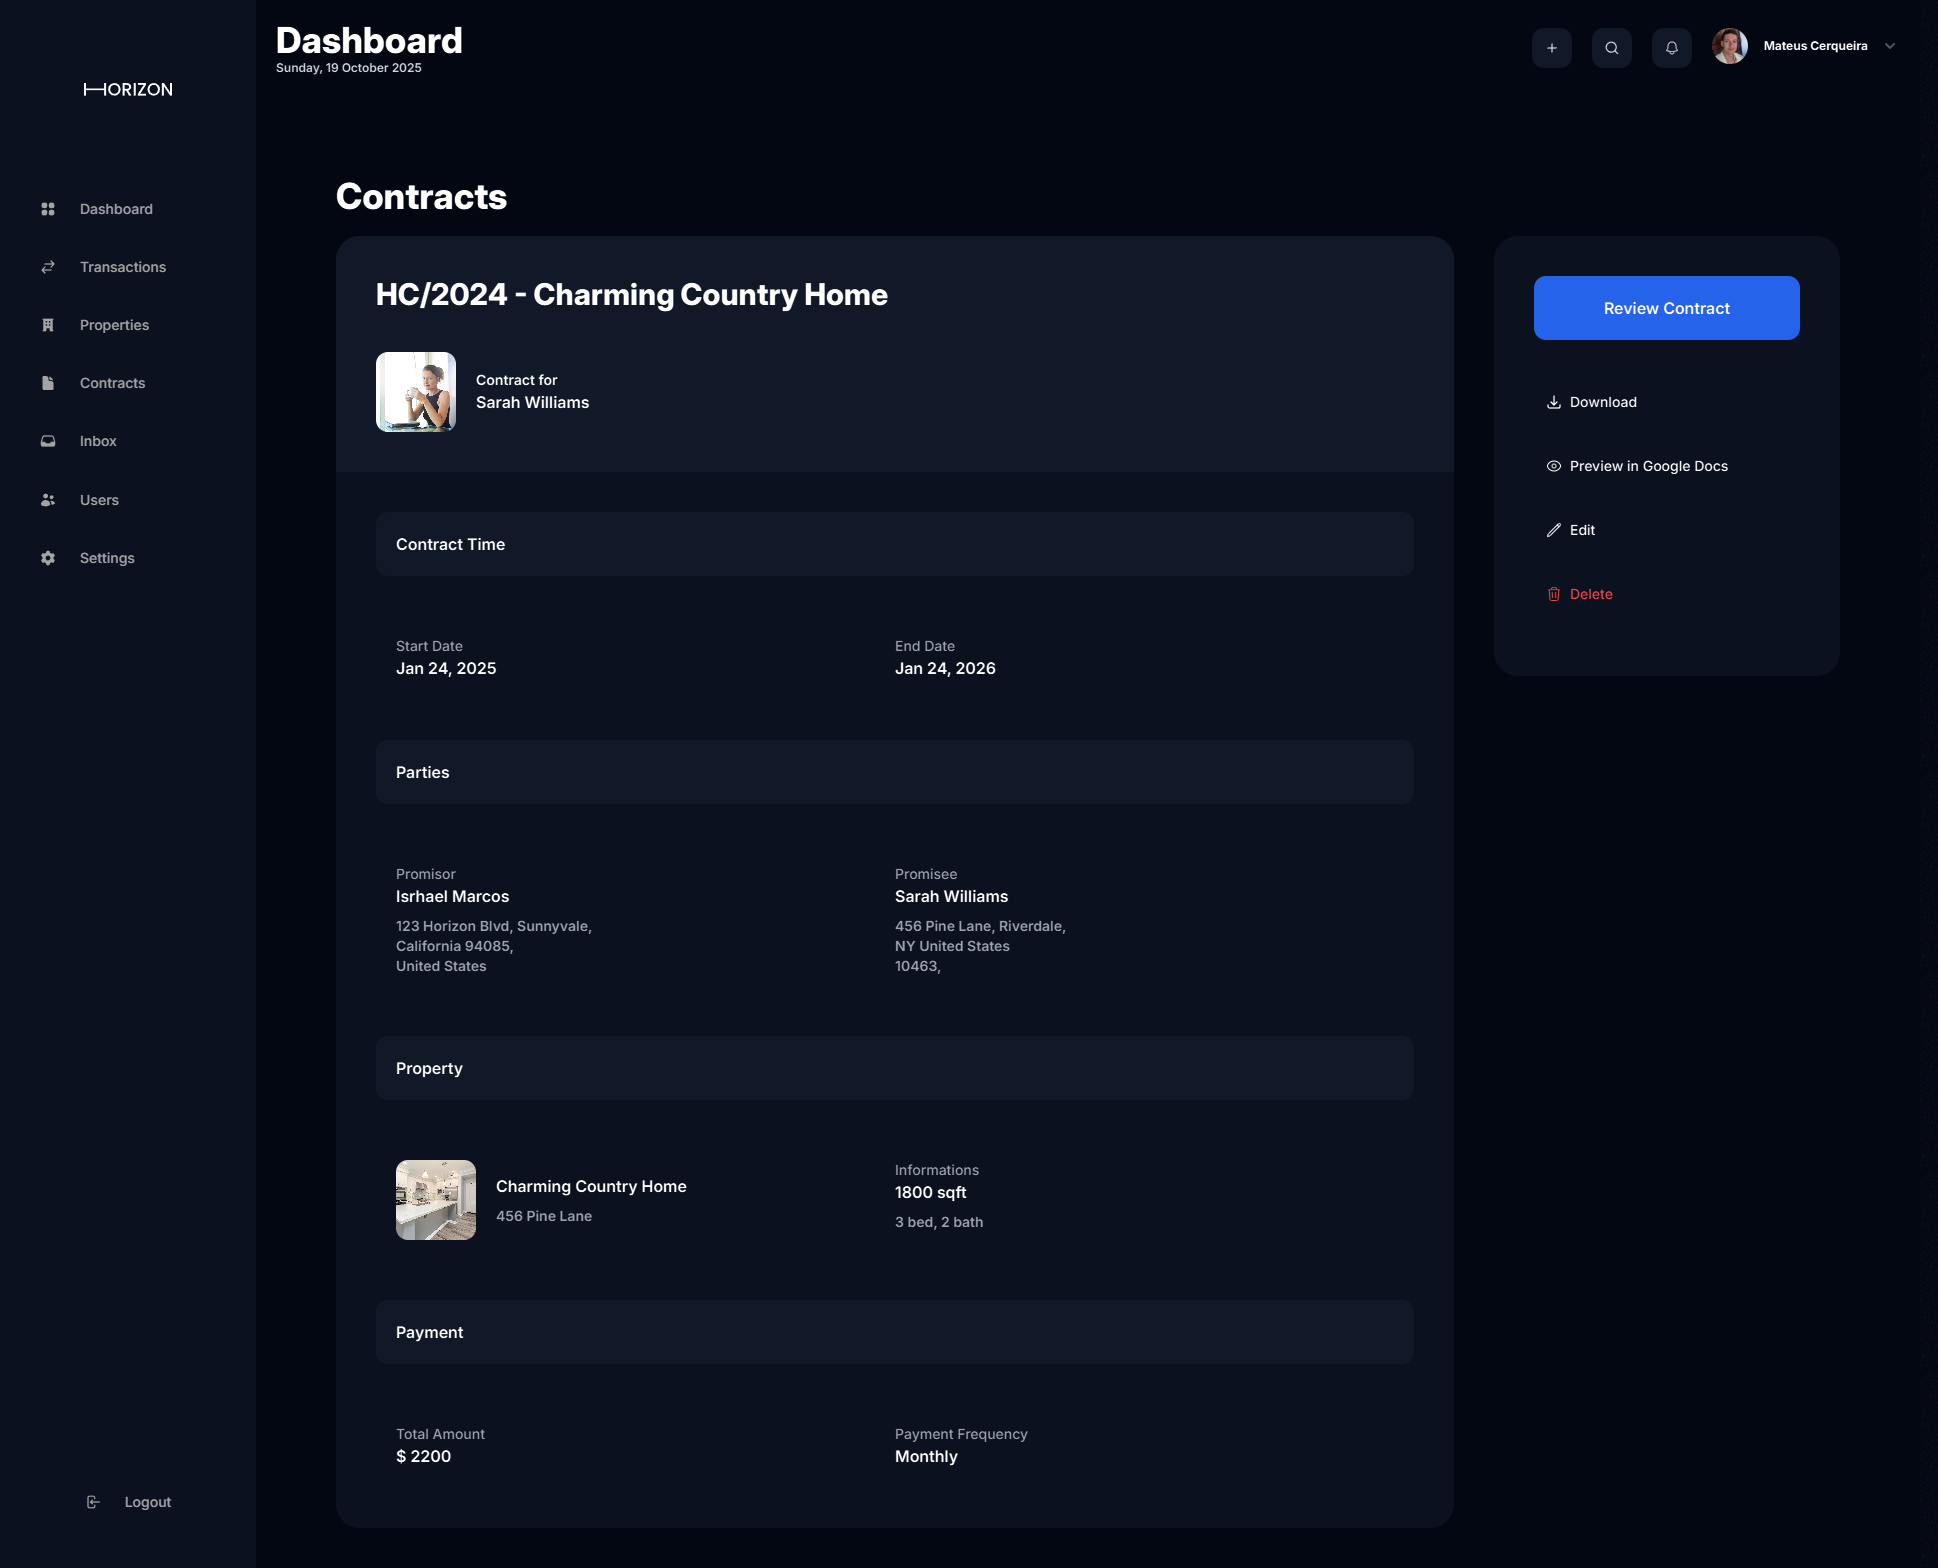 HORIZON
Dashboard
Transactions
Properties
Contracts
Inbox
Users
Settings
Logout
Dashboard
Sunday, 19 October 2025
Mateus Cerqueira
Contracts
HC/2024 - Charming Country Home
Contract for
Sarah Williams
Contract Time
Start Date
Jan 24, 2025
End Date
Jan 24, 2026
Parties
Promisor
Isrhael Marcos
123 Horizon Blvd, Sunnyvale,
California 94085,
United States
Promisee
Sarah Williams
456 Pine Lane, Riverdale,
NY United States
10463,
Property
Charming Country Home
456 Pine Lane
Informations
1800 sqft
3 bed, 2 bath
Payment
Total Amount
$ 2200
Payment Frequency
Monthly
Review Contract
Download
Preview in Google Docs
Edit
Delete